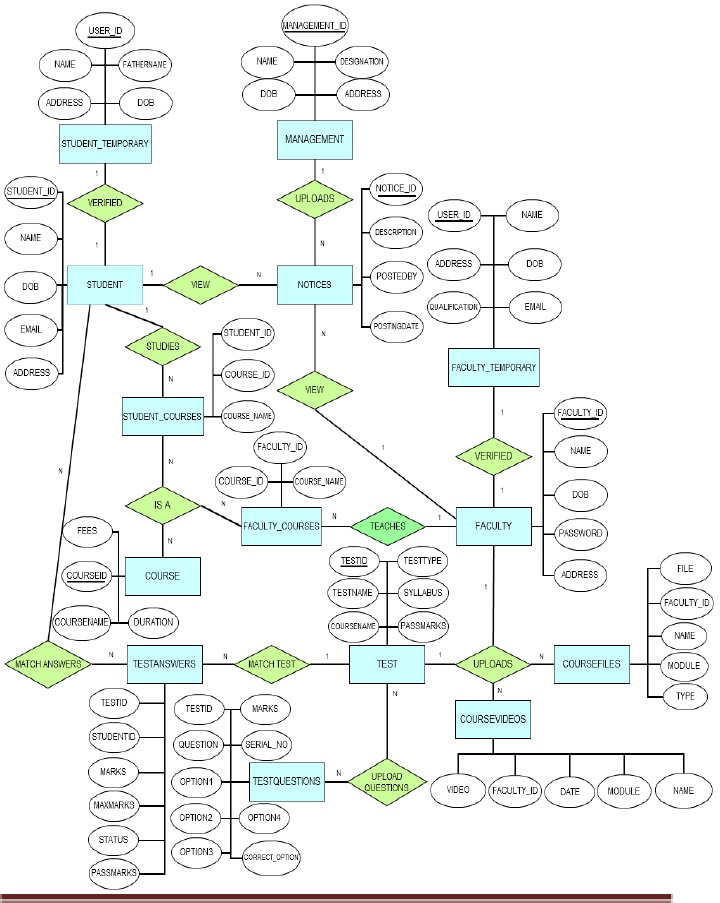 USER_ID
MANAGEMENT_ID
NAME
FATHERNAME
NAME
DESIGNATION
ADDRESS
DOB
DOB
ADDRESS
STUDENT_TEMPORARY
MANAGEMENT
1
1
STUDENT_ID
VERIFIED
UPLOADS
NOTICE_ID
USER_ID
NAME
NAME
1
N
DESCRIPTION
STUDENT
1
VIEW
N
NOTICES
POSTEDBY
ADDRESS
DOB
DOB
QUALIFICATION
EMAIL
EMAIL
1
N
POSTINGDATE
STUDIES
STUDENT_ID
ADDRESS
N
COURSE_ID
VIEW
FACULTY_TEMPORARY
STUDENT_COURSES
COURSE_NAME
1
FACULTY_ID
FACULTY_ID
1
VERIFIED
NAME
N
N
COURSE_ID
COURSE_NAME
1
DOB
IS A
N
FACULTY_COURSES
N
TEACHES
1
FACULTY
PASSWORD
FEES
N
COURSEID
COURSE
TESTID
TESTTYPE
1
ADDRESS
FILE
TESTNAME
SYLLABUS
FACULTY_ID
COURSENAME
DURATION
COURSENAME
PASSMARKS
NAME
MATCH ANSWERS
N
TESTANSWERS
N
MATCH TEST
1
TEST
1
UPLOADS
N
COURSEFILES
MODULE
N
N
TYPE
TESTID
TESTID
MARKS
COURSEVIDEOS
STUDENTID
QUESTION
SERIAL_NO
MARKS
OPTION1
TESTQUESTIONS
N
UPLOAD
QUESTIONS
VIDEO
FACULTY_ID
DATE
MODULE
NAME
MAXMARKS
OPTION2
OPTION4
STATUS
OPTION3
CORRECT_OPTION
PASSMARKS